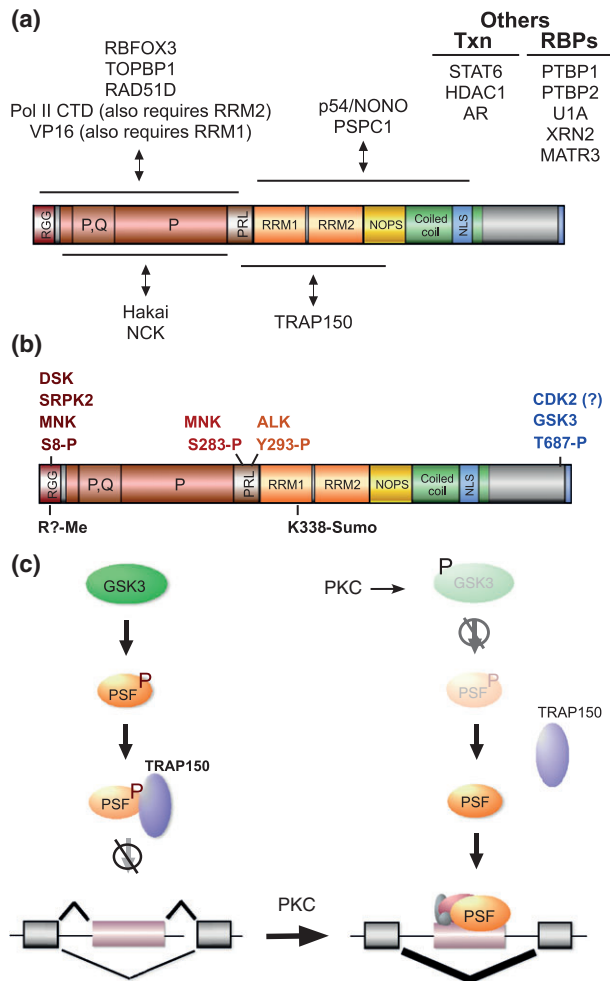 (a)
RBFOX3
TOPBP1
RAD51D
Pol II CTD (also requires RRM2)
VP16 (also requires RRM1)
p54/NONO
PSPC1
Others
Txn
STAT6
HDAC1
AR
RBPs
PTBP1
PTBP2
U1A
XRN2
MATR3
RGG
P,Q
P
PRL
RRM1
RRM2
NOPS
Coiled
coil
NLS
Hakai
NCK
TRAP150
(b)
DSK
SRPK2
MNK
S8-P
MNK
S283-P
ALK
Y293-P
CDK2 (?)
GSK3
T687-P
RGG
P,Q
P
PRL
RRM1
RRM2
NOPS
Coiled
coil
NLS
R?-Me
K338-Sumo
(c)
GSK3
P
PSF
TRAP150
P
PSF
PKC
P
GSK3
P
PSF
TRAP150
PSF
PKC
PSF